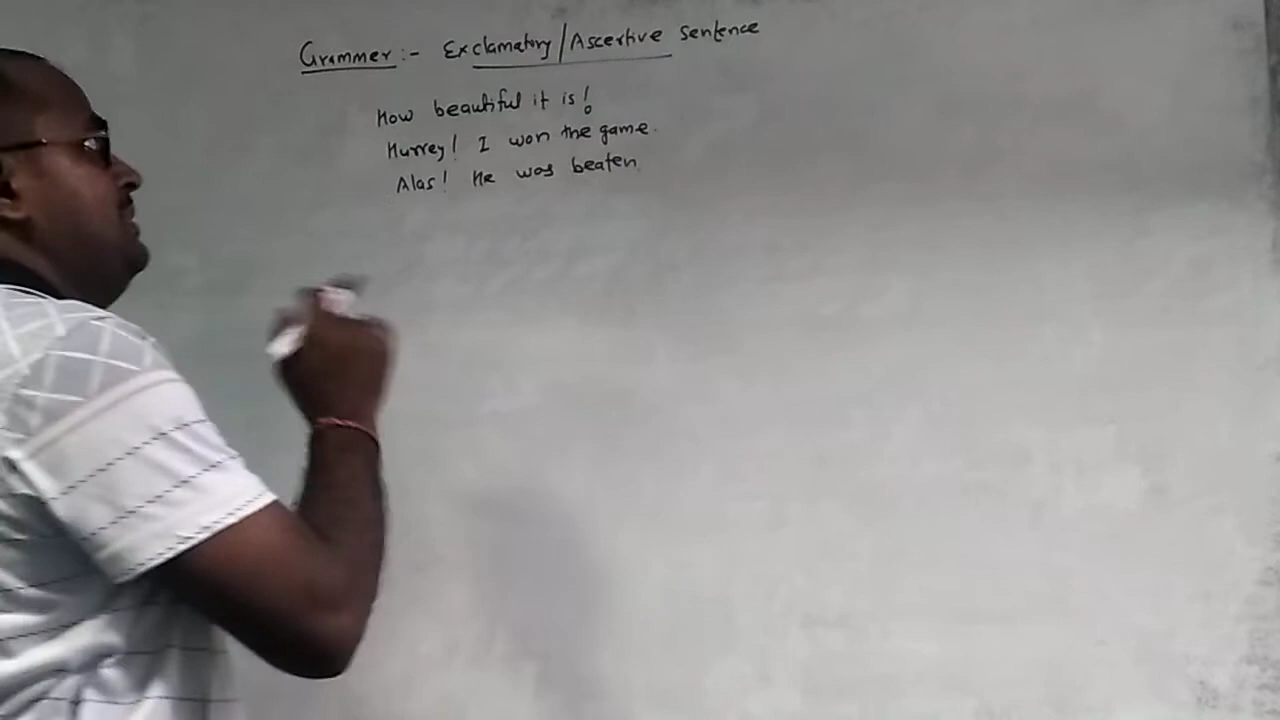 Grammer :- Exclamatory / Ascertive sentence
How beautiful it is!
Hurrey! I won the game.
Alas! He was beaten.